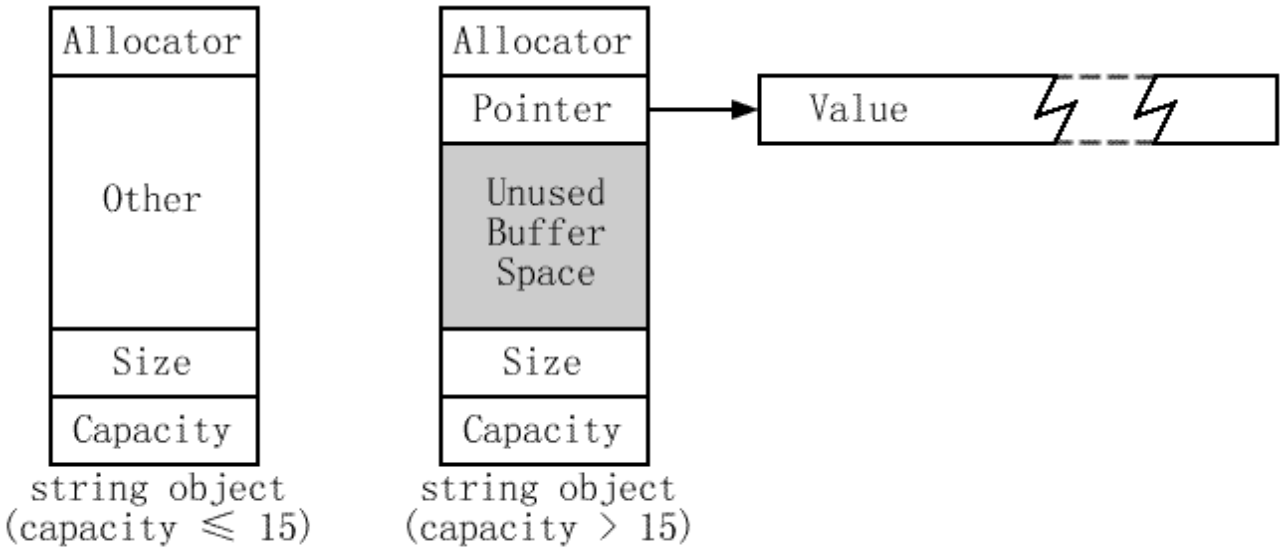 Allocator
Other
Size
Capacity
string object
(capacity ≤ 15)
Allocator
Pointer
Unused
Buffer
Space
Size
Capacity
string object
(capacity > 15)
Value